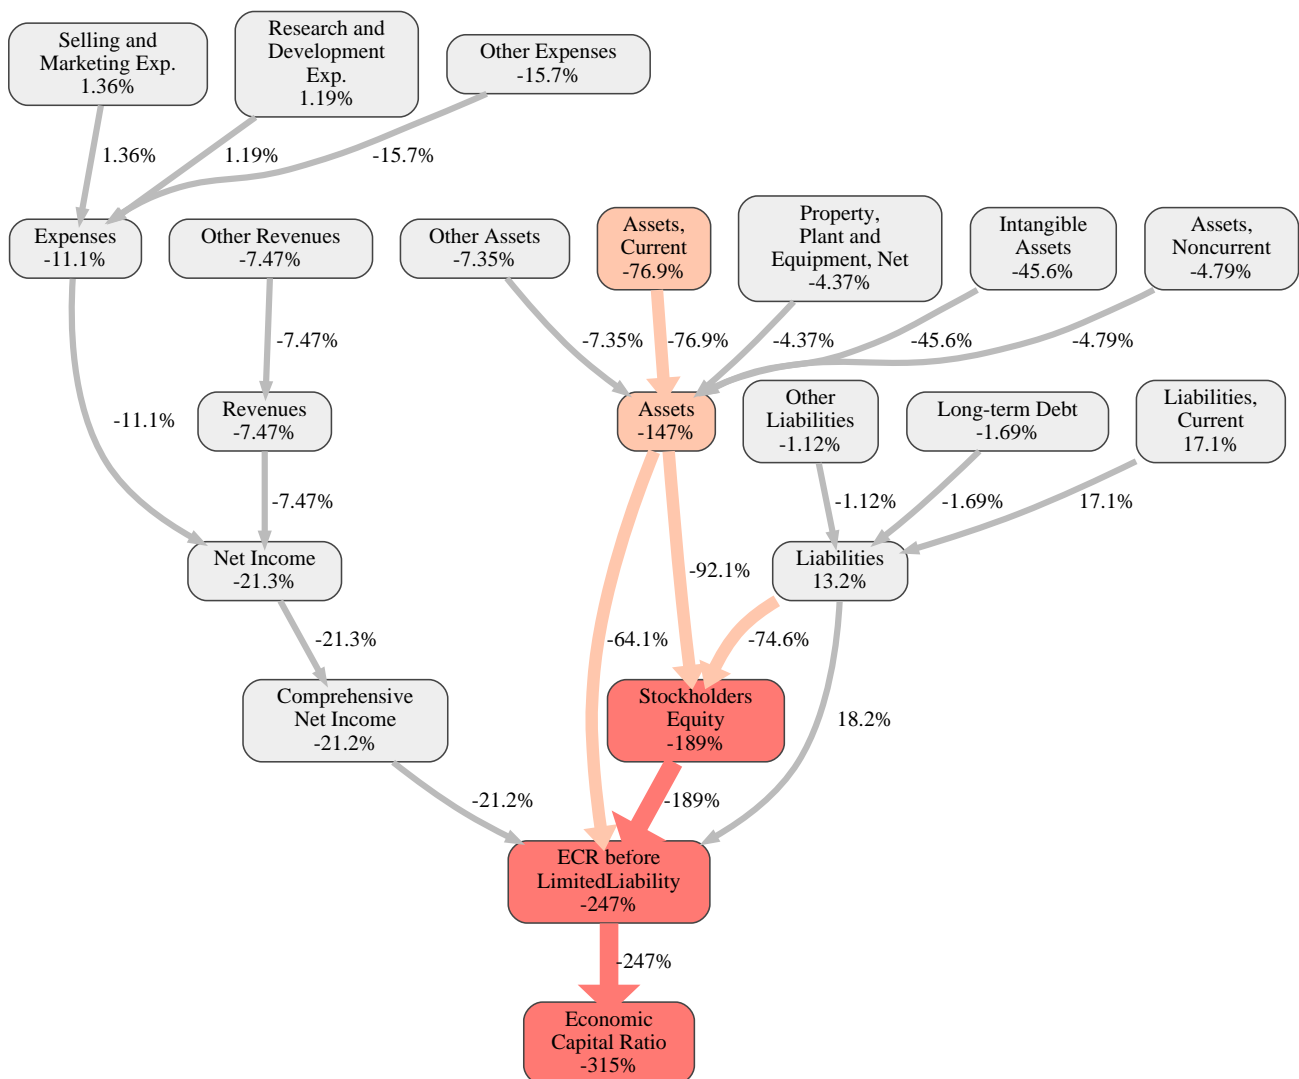 Selling and
Marketing Exp.
1.36%
Research and
Development
Exp.
1.19%
Other Expenses
-15.7%
1.36%
1.19%
-15.7%
Expenses
-11.1%
Other Revenues
-7.47%
Other Assets
-7.35%
Assets,
Current
-76.9%
Property,
Plant and
Equipment, Net
-4.37%
Intangible
Assets
-45.6%
Assets,
Noncurrent
-4.79%
-7.47%
-7.35%
-76.9%
-4.37%
-45.6%
-4.79%
-11.1%
Revenues
-7.47%
Assets
-147%
Other
Liabilities
-1.12%
Long-term Debt
-1.69%
Liabilities,
Current
17.1%
-7.47%
-1.12%
-1.69%
17.1%
Net Income
-21.3%
-92.1%
Liabilities
13.2%
-21.3%
-64.1%
-74.6%
Comprehensive
Net Income
-21.2%
Stockholders
Equity
-189%
18.2%
-21.2%
-189%
ECR before
LimitedLiability
-247%
-247%
Economic
Capital Ratio
-315%